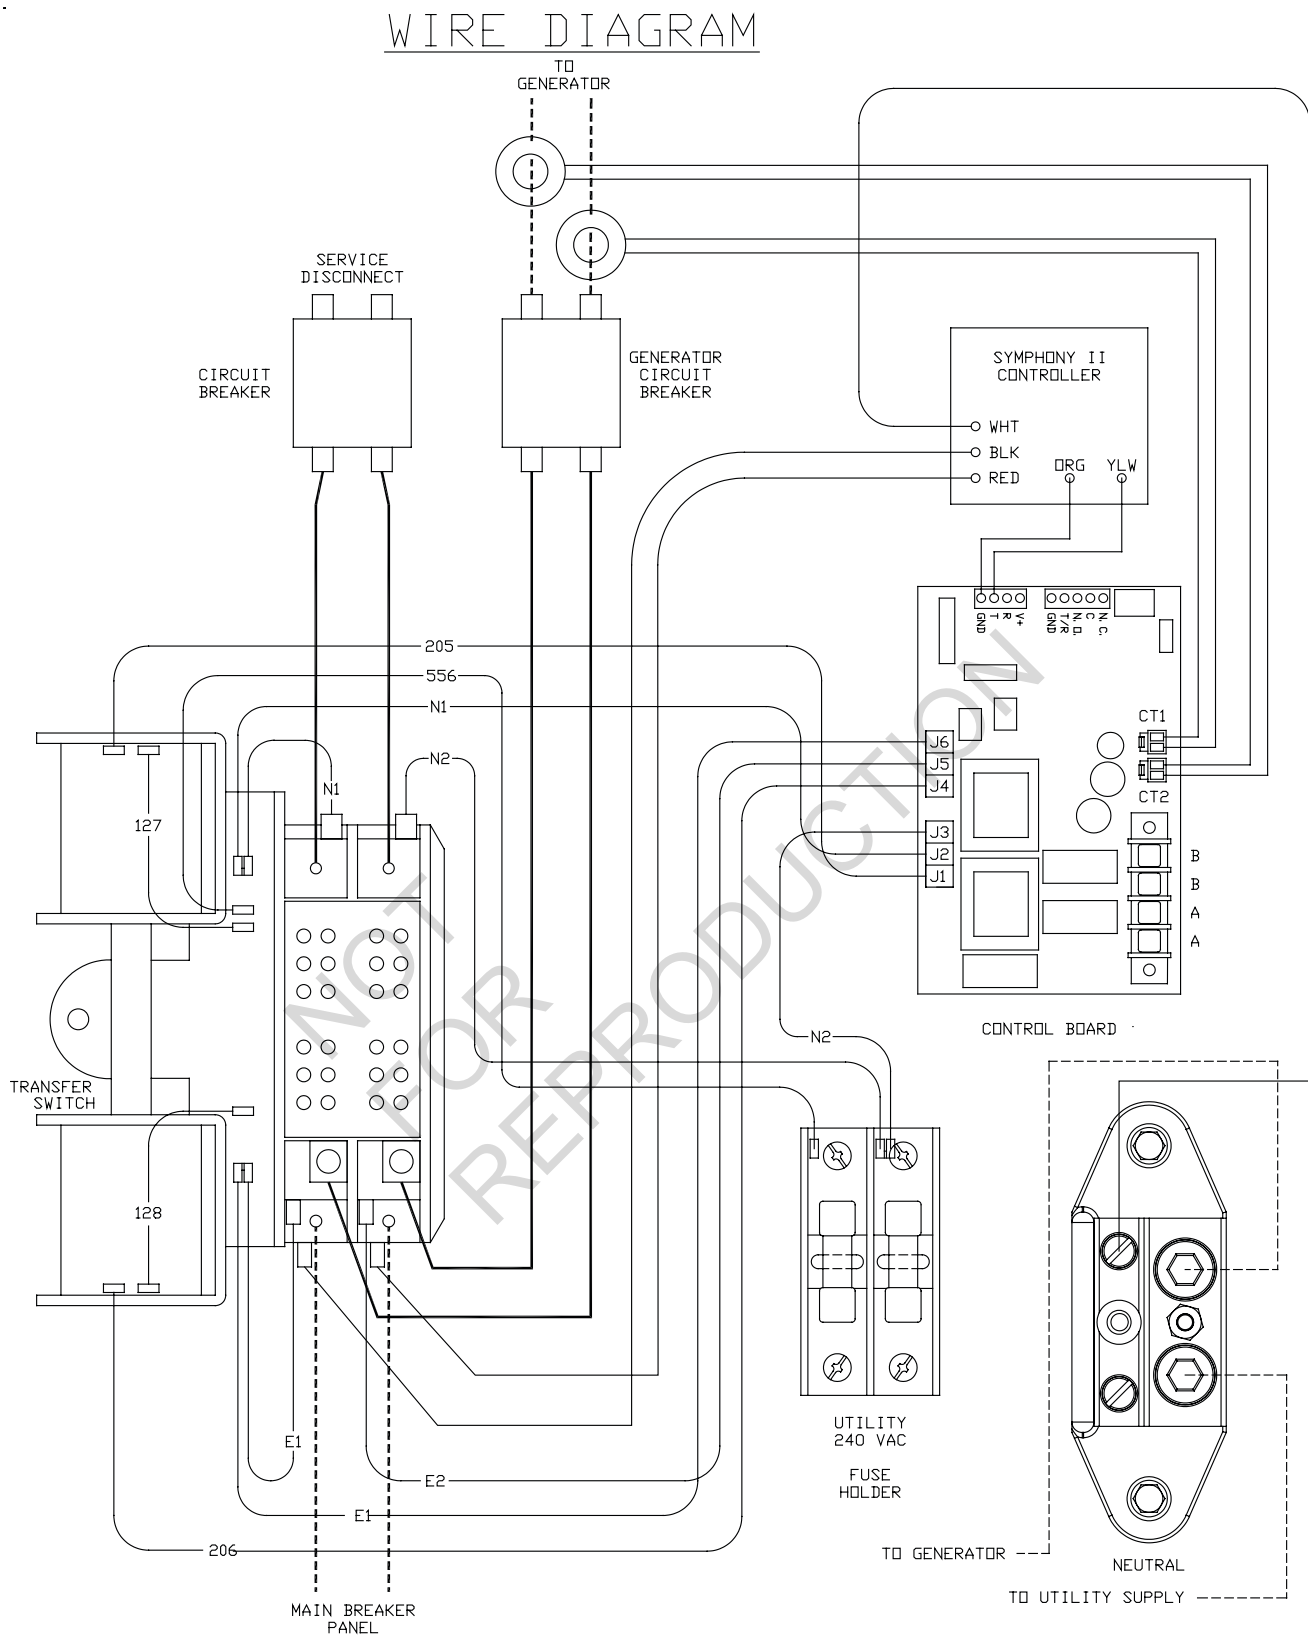 WIRE DIAGRAM
TO
GENERATOR
SERVICE
DISCONNECT
CIRCUIT
BREAKER
GENERATOR
CIRCUIT
BREAKER
SYMPHONY II
CONTROLLER
WHT
BLK
RED
ORG
YLW
GND
T
R
V+
GND
T/R
N.O.
C
N.C.
205
556
N1
N2
N1
127
J6
J5
J4
J3
J2
J1
CT1
CT2
B
B
A
A
CONTROL BOARD
NOT
FOR
REPRODUCTION
N2
TRANSFER
SWITCH
128
E1
E2
E1
206
UTILITY
240 VAC
FUSE
HOLDER
TO GENERATOR
NEUTRAL
TO UTILITY SUPPLY
MAIN BREAKER
PANEL